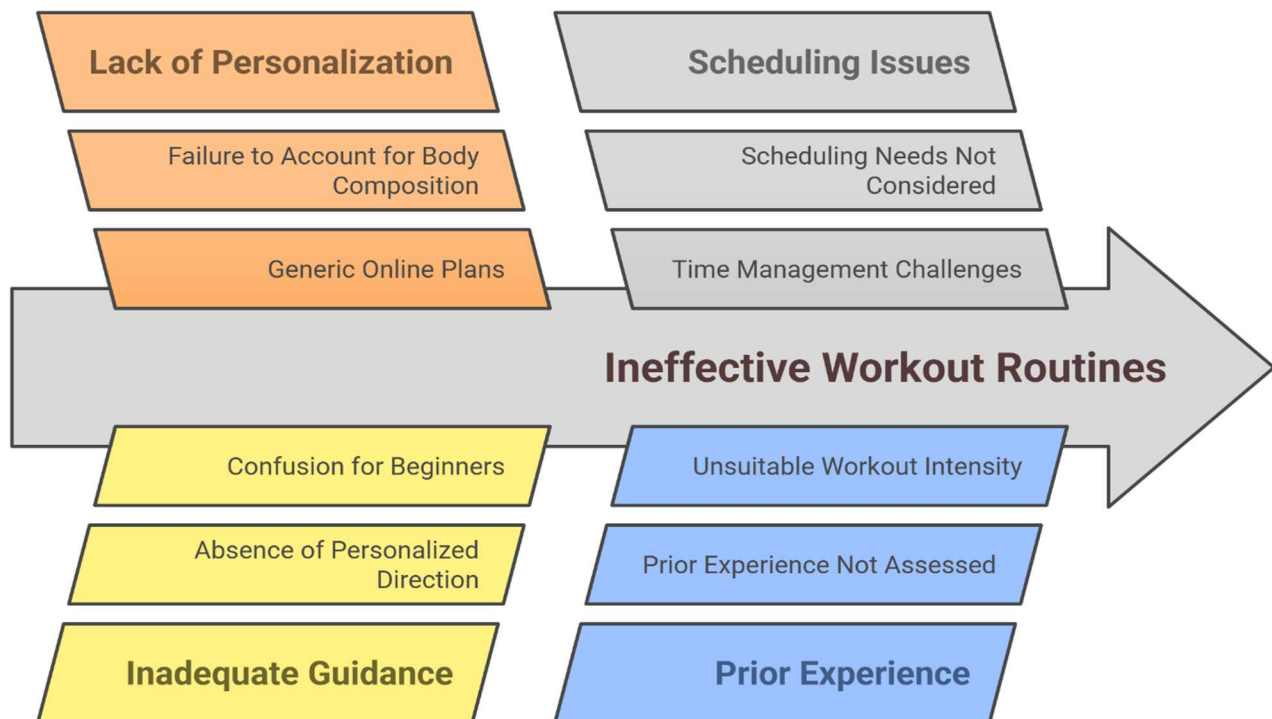 Lack of Personalization
Failure to Account for Body
Composition
Generic Online Plans
Scheduling Issues
Scheduling Needs Not
Considered
Time Management Challenges
Ineffective Workout Routines
Confusion for Beginners
Absence of Personalized
Direction
Inadequate Guidance
Unsuitable Workout Intensity
Prior Experience Not Assessed
Prior Experience